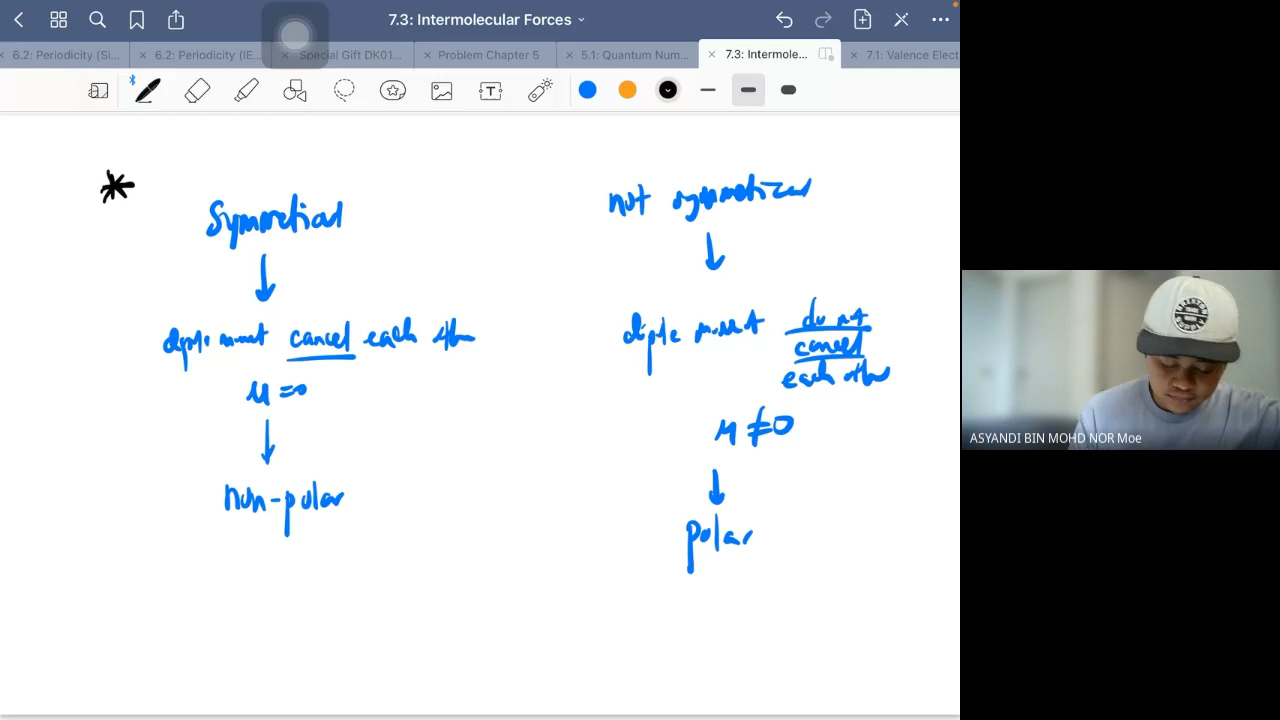 7.3: Intermolecular Forces
6.2: Periodicity (Si...
6.2: Periodicity (IE...
Special Gift DK01...
Problem Chapter 5
5.1: Quantum Num...
7.3: Intermole...
7.1: Valence Elect
T
*
Symmetrical
↓
dipole moment cancel each other
μ = 0
↓
non-polar
not symmetrical
↓
dipole moment do not
cancel
each other
μ ≠ 0
↓
polar
ASYANDI BIN MOHD NOR Moe